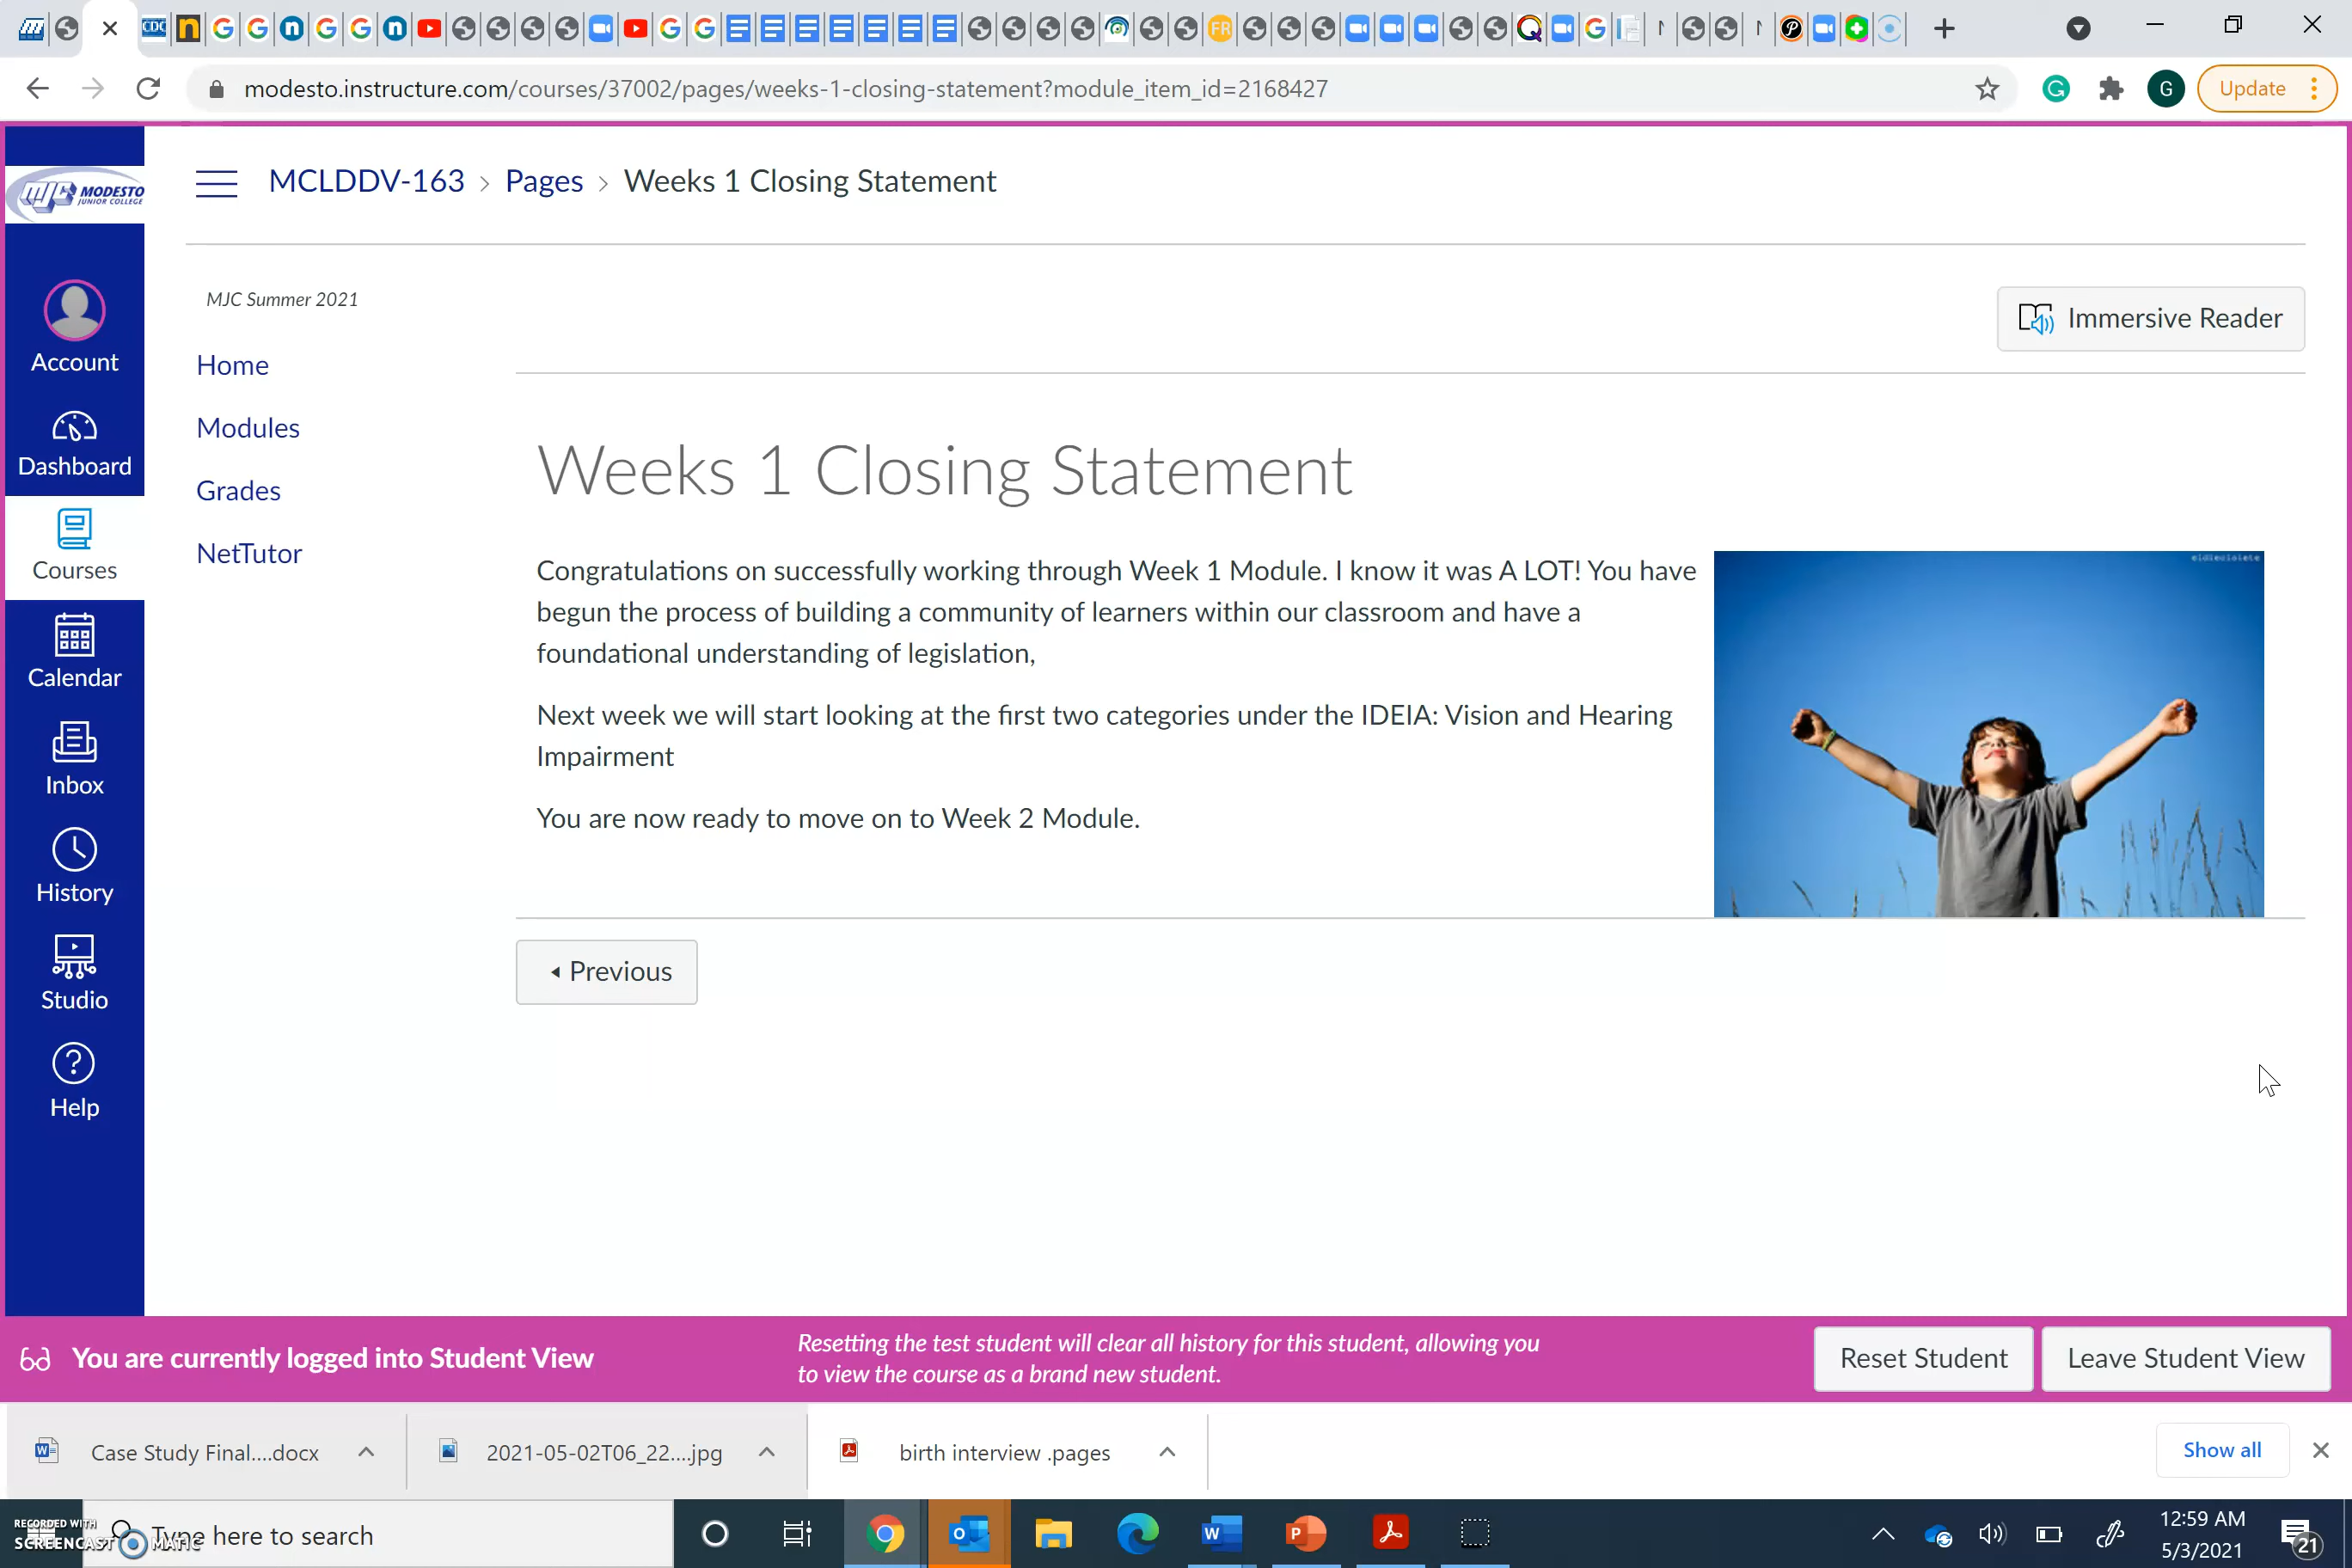 CDC
FR
modesto.instructure.com/courses/37002/pages/weeks-1-closing-statement?module_item_id=2168427
G
Update
MJC MODESTO
JUNIOR COLLEGE
MCLDDV-163 > Pages > Weeks 1 Closing Statement
MJC Summer 2021
Immersive Reader
Account
Dashboard
Courses
Calendar
Inbox
History
Studio
Help
Home
Modules
Grades
NetTutor
Weeks 1 Closing Statement
Congratulations on successfully working through Week 1 Module. I know it was A LOT! You have
begun the process of building a community of learners within our classroom and have a
foundational understanding of legislation,
Next week we will start looking at the first two categories under the IDEIA: Vision and Hearing
Impairment
You are now ready to move on to Week 2 Module.
Previous
You are currently logged into Student View
Resetting the test student will clear all history for this student, allowing you
to view the course as a brand new student.
Reset Student
Leave Student View
Case Study Final....docx
2021-05-02T06_22....jpg
birth interview .pages
Show all
RECORDED WITH
SCREENCAST MATIC
Type here to search
12:59 AM
5/3/2021
21